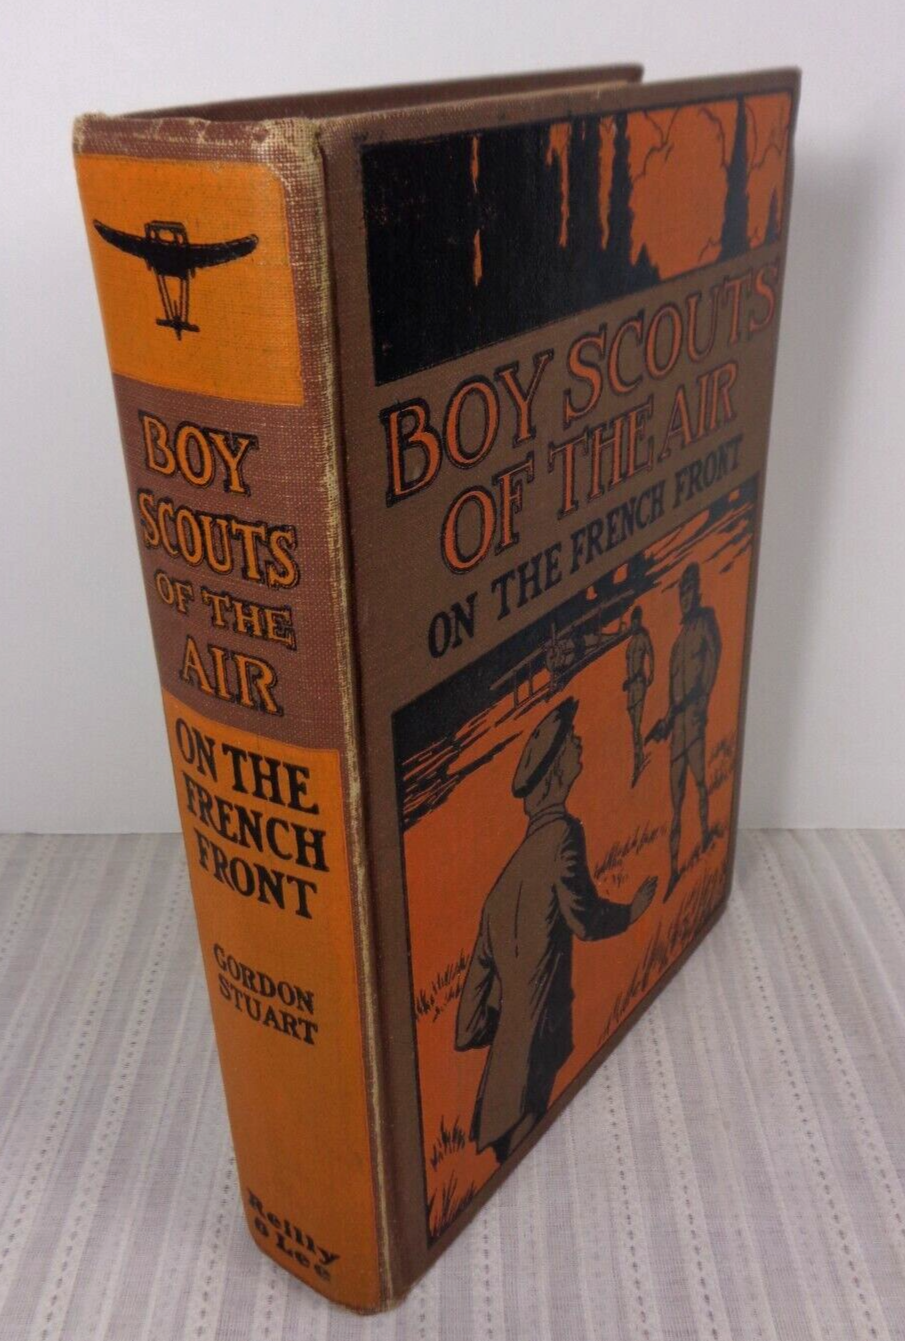 BOY
SCOUTS
OF THE
AIR
ON THE
FRENCH
FRONT
GORDON
STUART
Reilly
& Lee
BOY SCOUTS
OF THE AIR
ON THE FRENCH FRONT